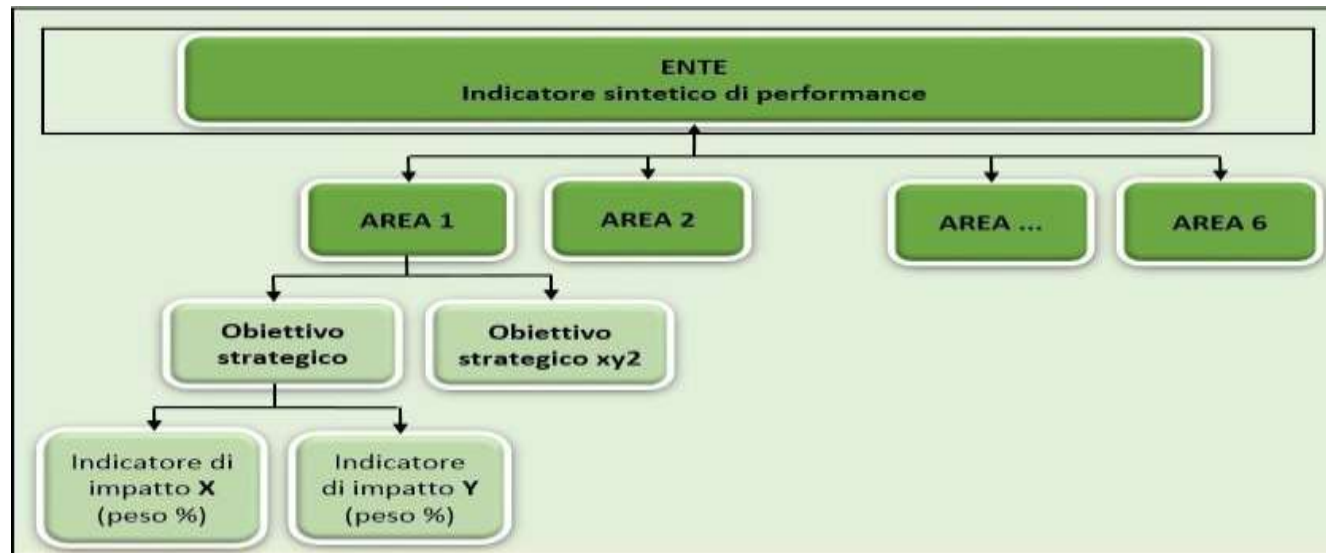 ENTE
Indicatore sintetico di performance
AREA 1
AREA 2
AREA ...
AREA 6
Obiettivo
strategico
Obiettivo
strategico xy2
Indicatore di
impatto X
(peso %)
Indicatore
di impatto Y
(peso %)